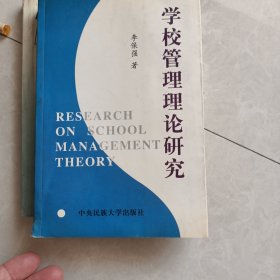 学校管理理论研究
李保强 著
RESEARCH
ON SCHOOL
MANAGEMENT
THEORY
中央民族大学出版社